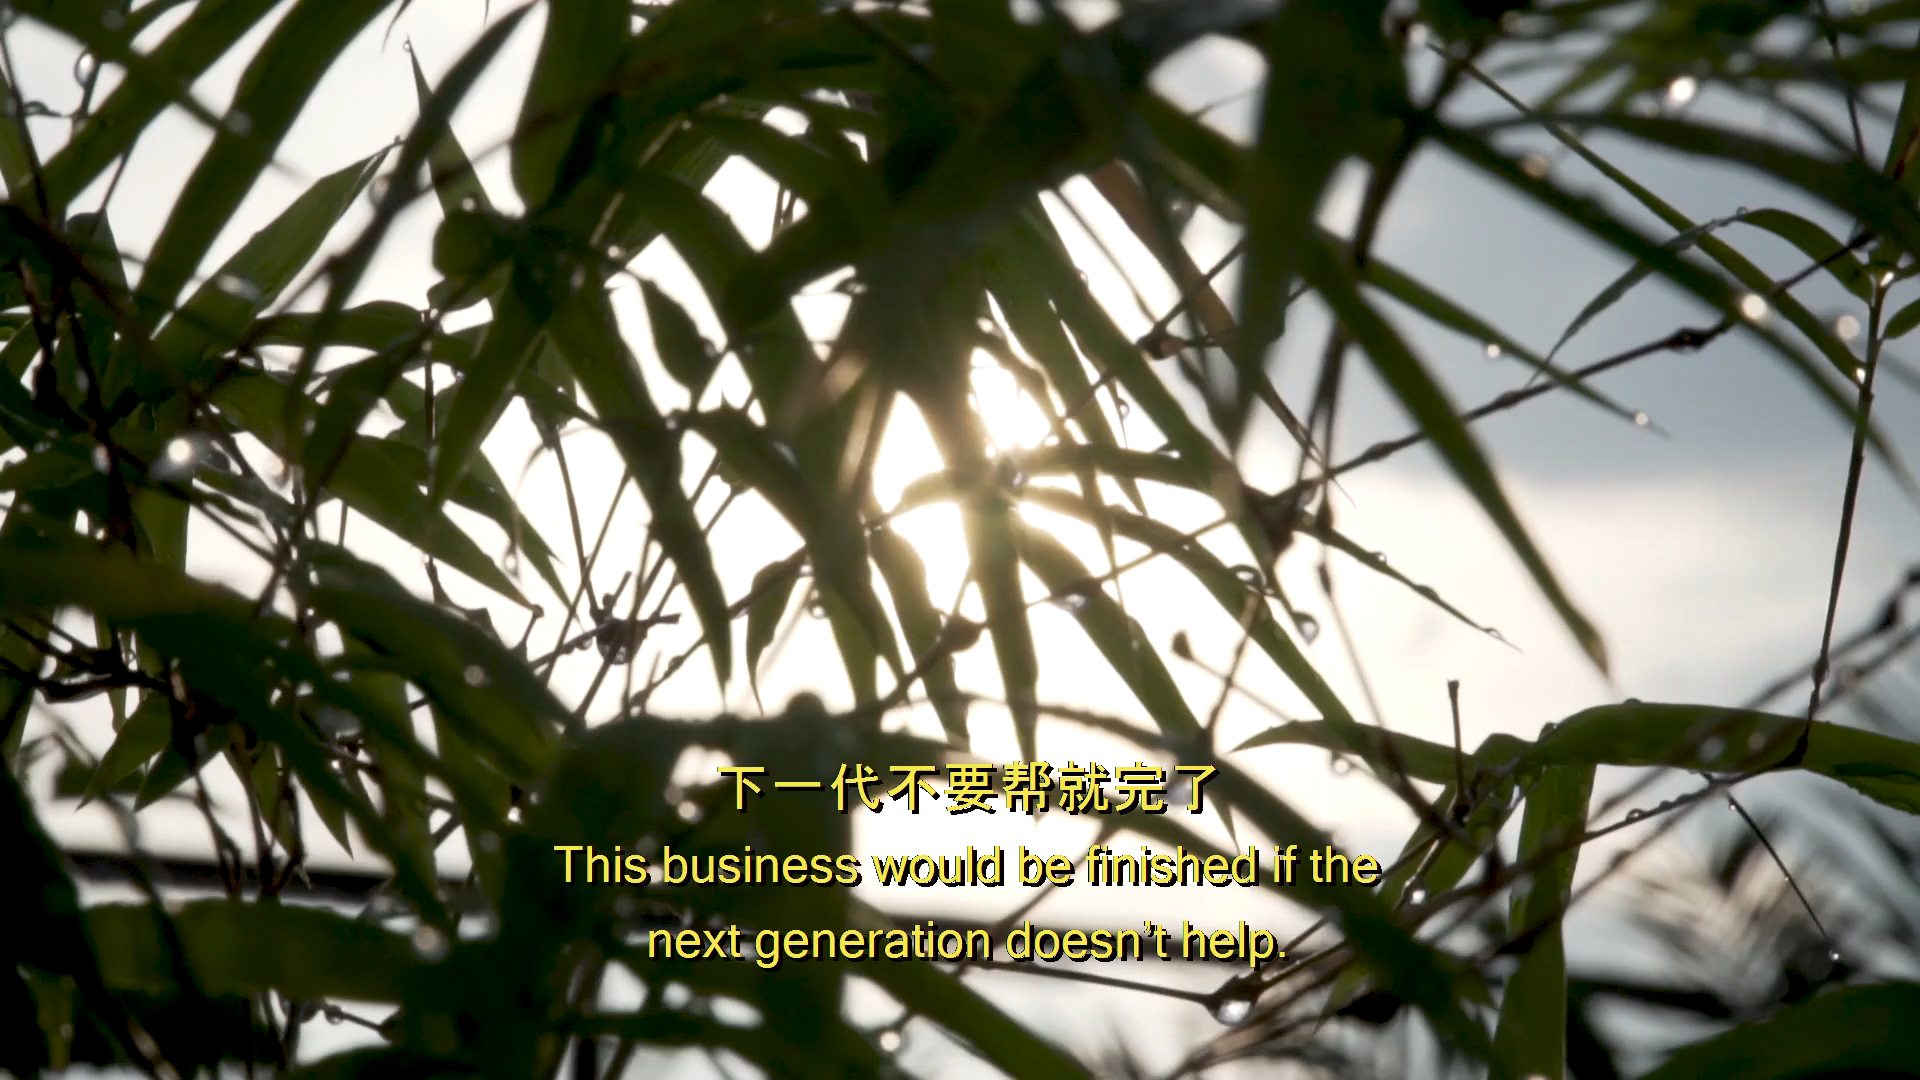 下一代不要帮就完了
This business would be finished if the
next generation doesn't help.